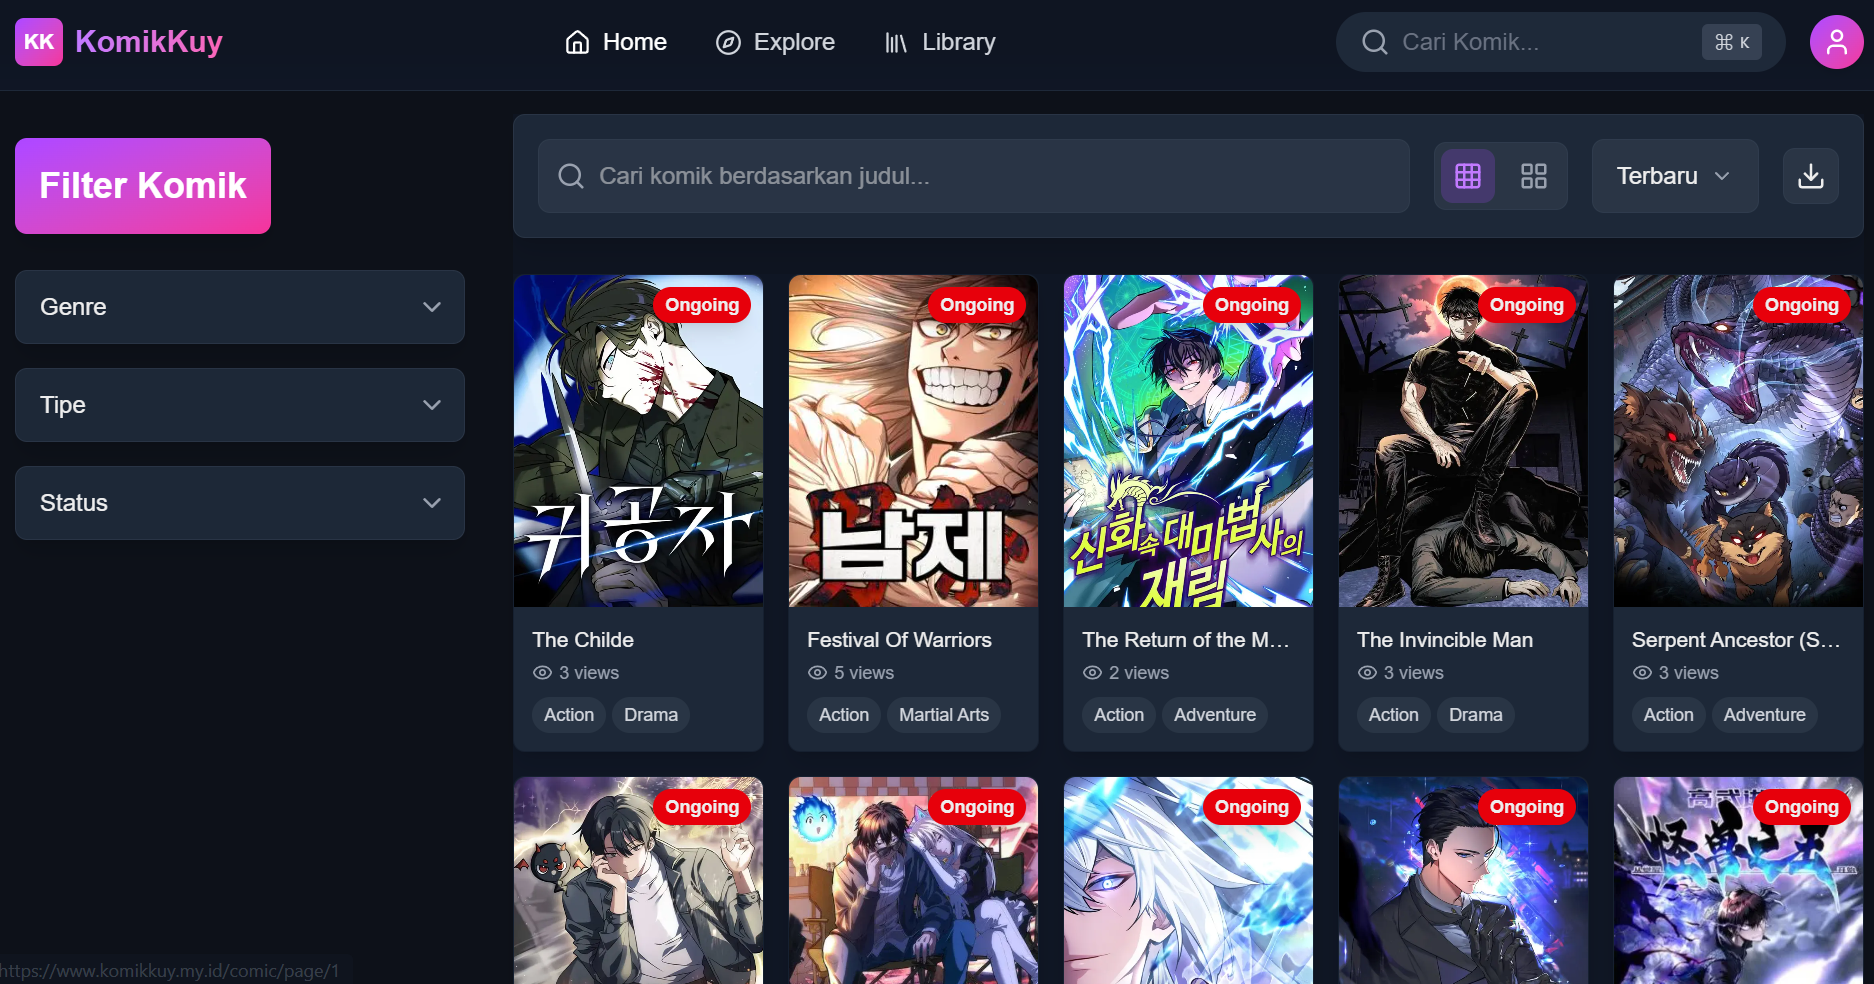 KK KomikKuy
Home
Explore
Library
Cari Komik...
⌘ K
Filter Komik
Genre
Tipe
Status
Cari komik berdasarkan judul...
Terbaru
Ongoing
귀공자
The Childe
3 views
Action
Drama
Ongoing
남제
Festival Of Warriors
5 views
Action
Martial Arts
Ongoing
신화속 대마법사의
재림
The Return of the M...
2 views
Action
Adventure
Ongoing
The Invincible Man
3 views
Action
Drama
Ongoing
Serpent Ancestor (S...
3 views
Action
Adventure
Ongoing
Ongoing
Ongoing
Ongoing
Ongoing
高武
怪兽
https://www.komikkuy.my.id/comic/page/1